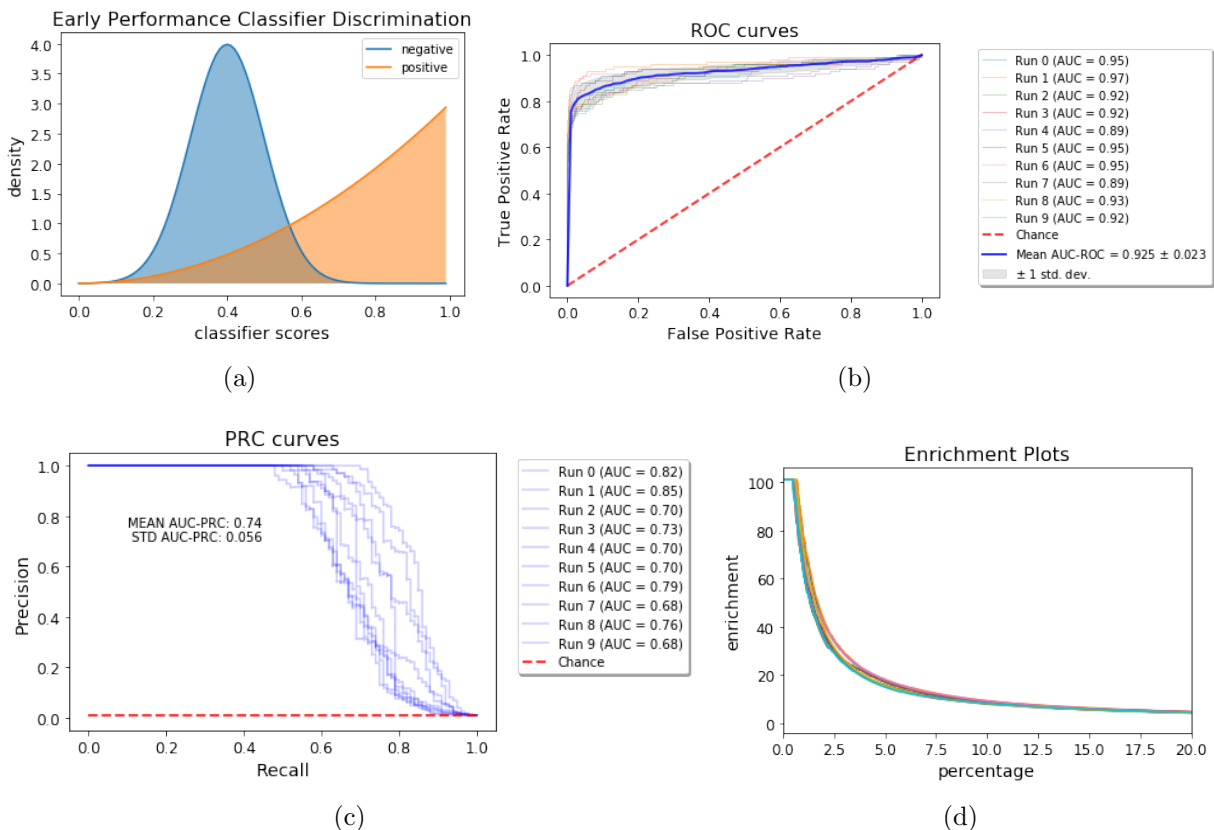 Early Performance Classifier Discrimination
4.0
3.5
3.0
2.5
2.0
1.5
1.0
0.5
0.0
density
negative
positive
0.0 0.2 0.4 0.6 0.8 1.0
classifier scores
(a)
ROC curves
1.0
0.8
0.6
0.4
0.2
0.0
True Positive Rate
0.0 0.2 0.4 0.6 0.8 1.0
False Positive Rate
Run 0 (AUC = 0.95)
Run 1 (AUC = 0.97)
Run 2 (AUC = 0.92)
Run 3 (AUC = 0.92)
Run 4 (AUC = 0.89)
Run 5 (AUC = 0.95)
Run 6 (AUC = 0.95)
Run 7 (AUC = 0.89)
Run 8 (AUC = 0.93)
Run 9 (AUC = 0.92)
Chance
Mean AUC-ROC = 0.925 ± 0.023
± 1 std. dev.
(b)
PRC curves
1.0
0.8
0.6
0.4
0.2
0.0
Precision
MEAN AUC-PRC: 0.74
STD AUC-PRC: 0.056
0.0 0.2 0.4 0.6 0.8 1.0
Recall
Run 0 (AUC = 0.82)
Run 1 (AUC = 0.85)
Run 2 (AUC = 0.70)
Run 3 (AUC = 0.73)
Run 4 (AUC = 0.70)
Run 5 (AUC = 0.70)
Run 6 (AUC = 0.79)
Run 7 (AUC = 0.68)
Run 8 (AUC = 0.76)
Run 9 (AUC = 0.68)
Chance
(c)
Enrichment Plots
100
80
60
40
20
0
enrichment
0.0 2.5 5.0 7.5 10.0 12.5 15.0 17.5 20.0
percentage
(d)